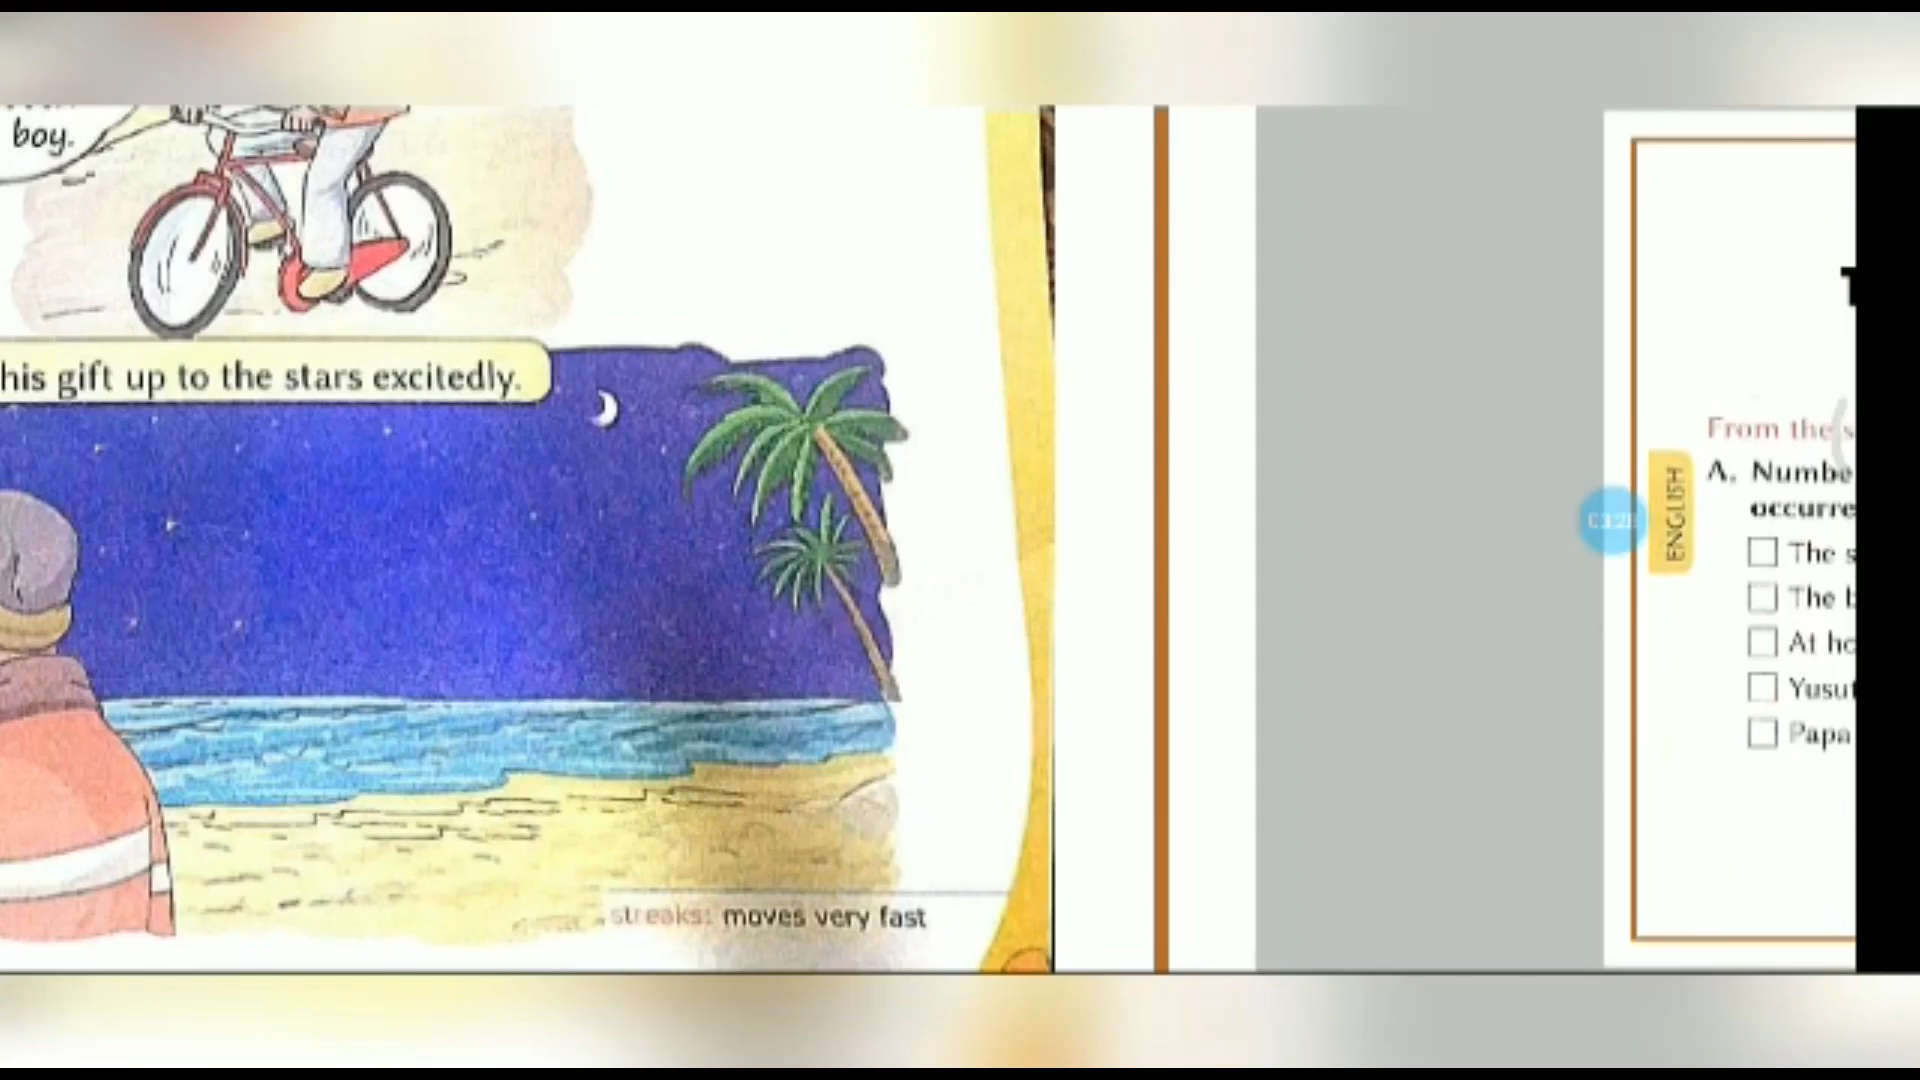 boy.
his gift up to the stars excitedly.
streaks: moves very fast
From the s
ENGLISH
A. Numbe
occurre
The s
The b
At ho
Yusuf
Papa